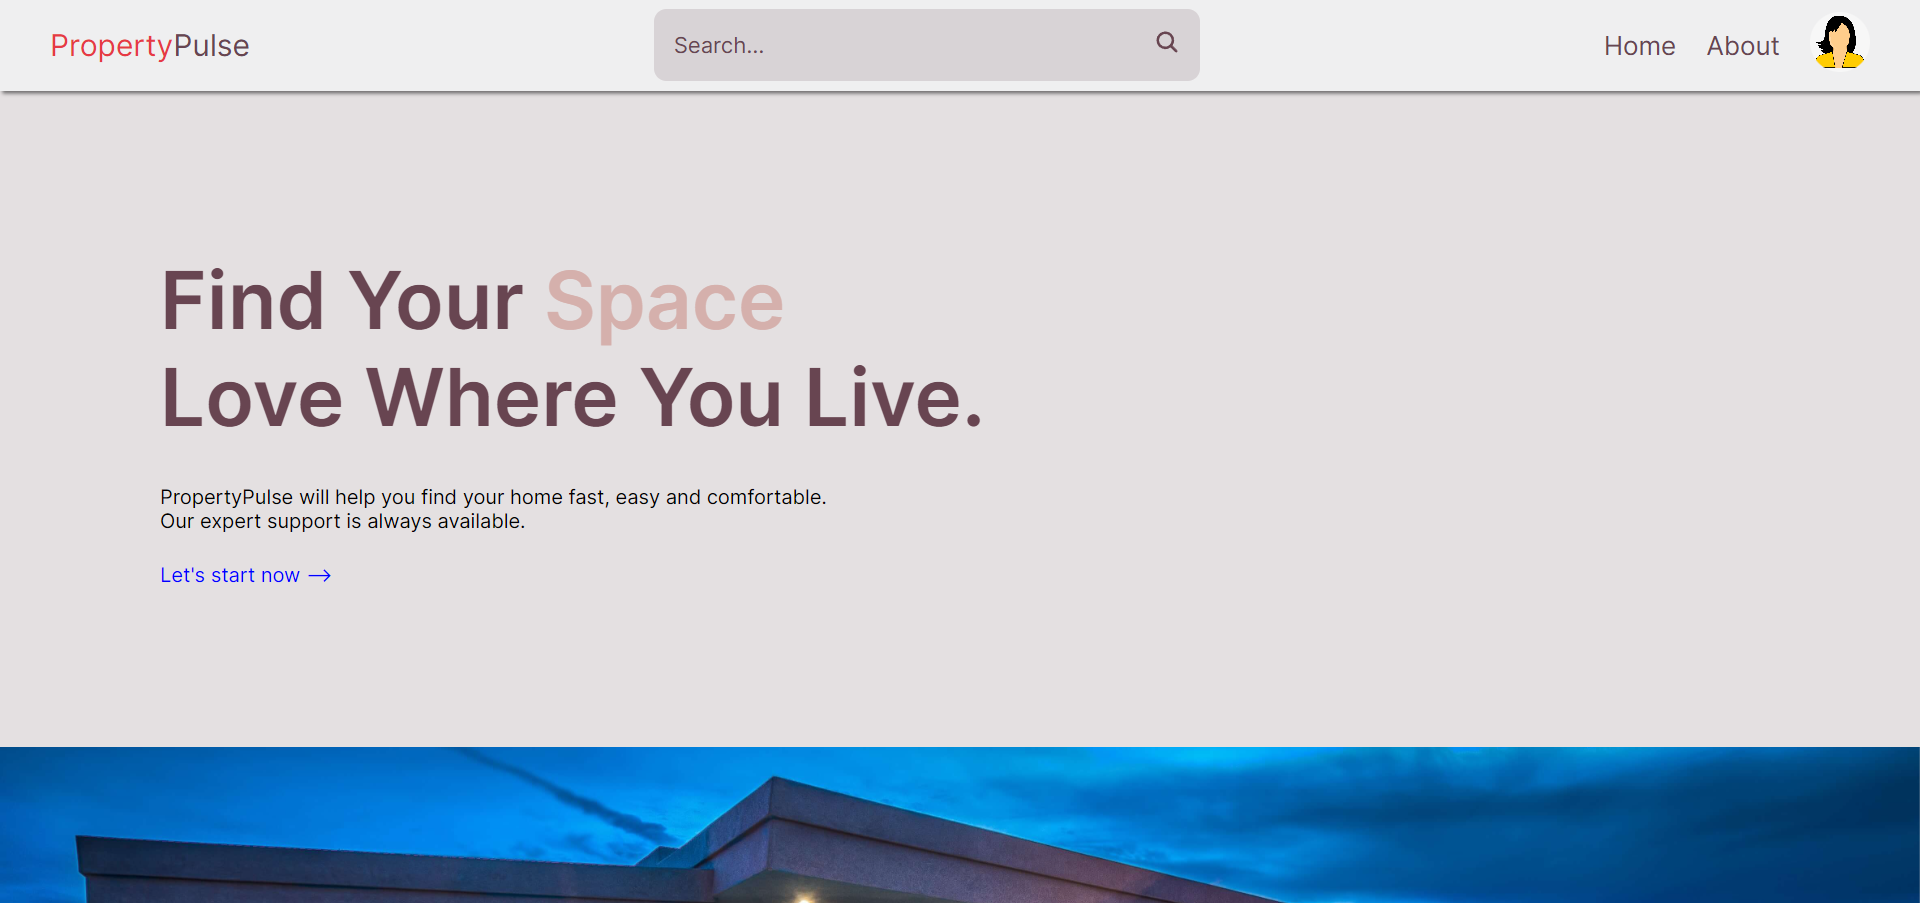 PropertyPulse
Search...
Home
About
Find Your Space
Love Where You Live.
PropertyPulse will help you find your home fast, easy and comfortable.
Our expert support is always available.
Let's start now →